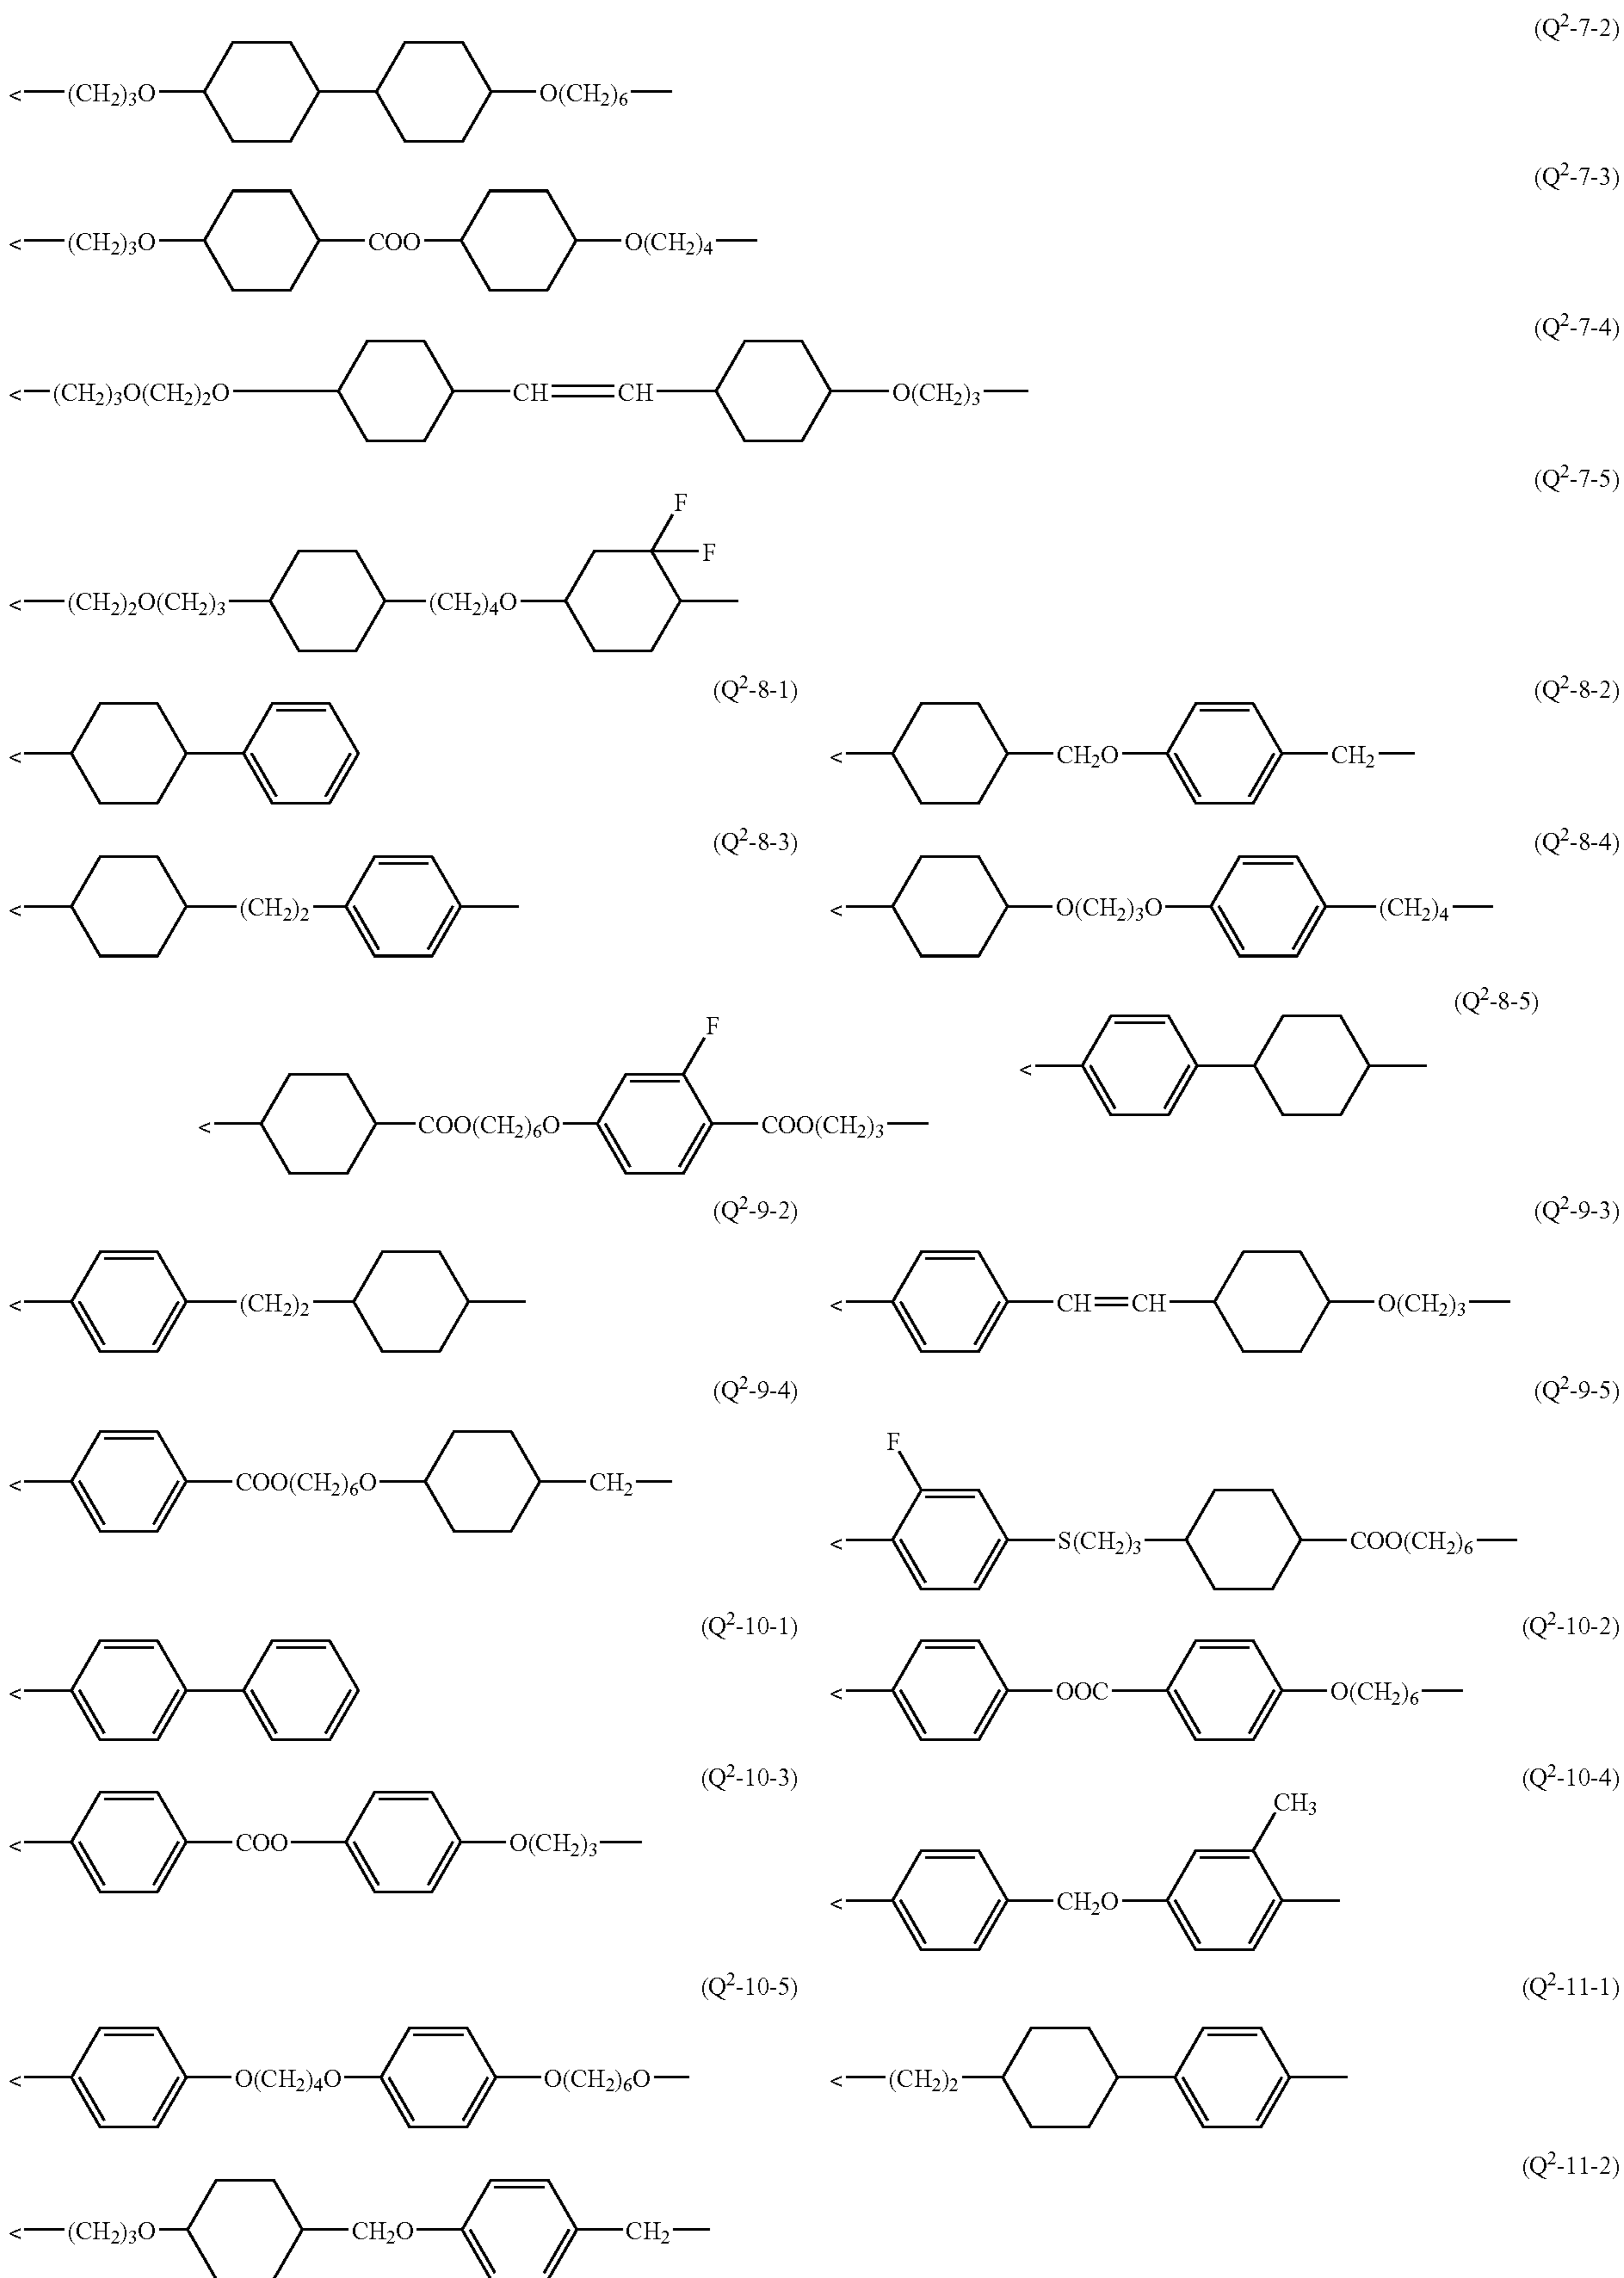 (Q²-7-2)
<—(CH₂)₃O— —O(CH₂)₆—
(Q²-7-3)
<—(CH₂)₃O— —COO— —O(CH₂)₄—
(Q²-7-4)
<—(CH₂)₃O(CH₂)₂O— —CH=CH— —O(CH₂)₃—
(Q²-7-5)
F
F
<—(CH₂)₂O(CH₂)₃— —(CH₂)₄O—
(Q²-8-1) (Q²-8-2)
< < —CH₂O— —CH₂—
(Q²-8-3) (Q²-8-4)
< —(CH₂)₂— < —O(CH₂)₃O— —(CH₂)₄—
(Q²-8-5)
F
<
< —COO(CH₂)₆O— —COO(CH₂)₃—
(Q²-9-2) (Q²-9-3)
< —(CH₂)₂— < —CH=CH— —O(CH₂)₃—
(Q²-9-4) (Q²-9-5)
F
< —COO(CH₂)₆O— —CH₂—
< —S(CH₂)₃— —COO(CH₂)₆—
(Q²-10-1) (Q²-10-2)
< < —OOC— —O(CH₂)₆—
(Q²-10-3) (Q²-10-4)
CH₃
< —COO— —O(CH₂)₃—
< —CH₂O—
(Q²-10-5) (Q²-11-1)
< —O(CH₂)₄O— —O(CH₂)₆O— <—(CH₂)₂—
(Q²-11-2)
<—(CH₂)₃O— —CH₂O— —CH₂—